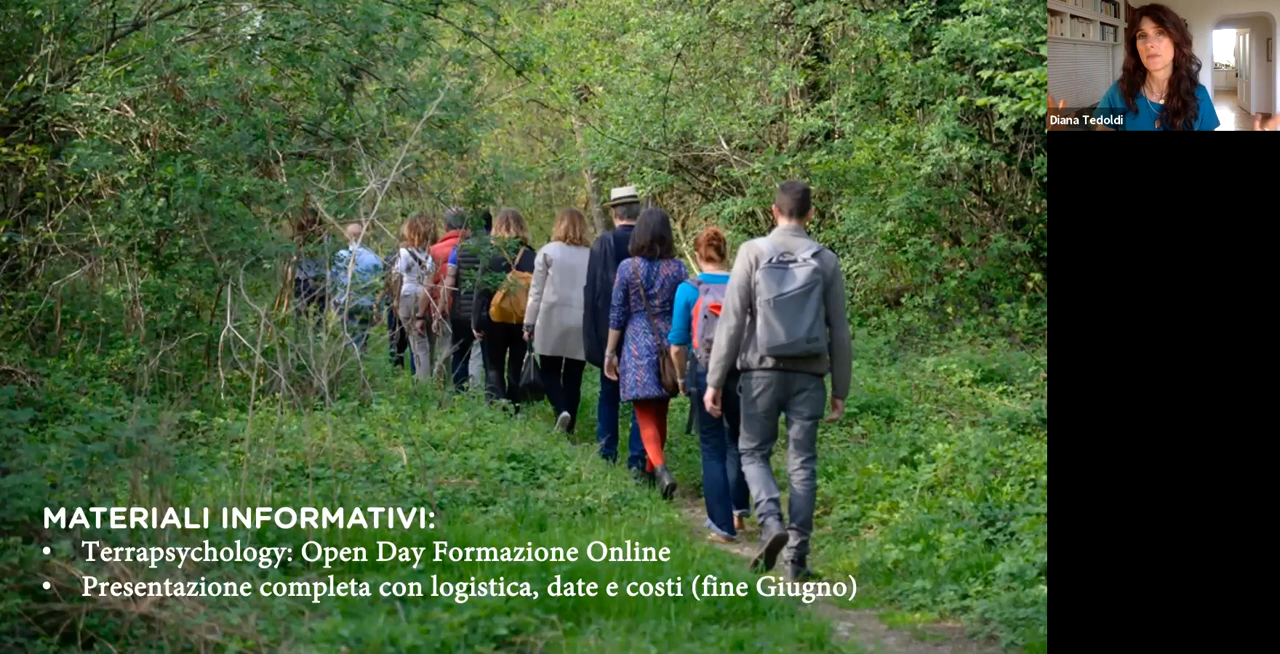 Diana Tedoldi
MATERIALI INFORMATIVI:
• Terrapsychology: Open Day Formazione Online
• Presentazione completa con logistica, date e costi (fine Giugno)